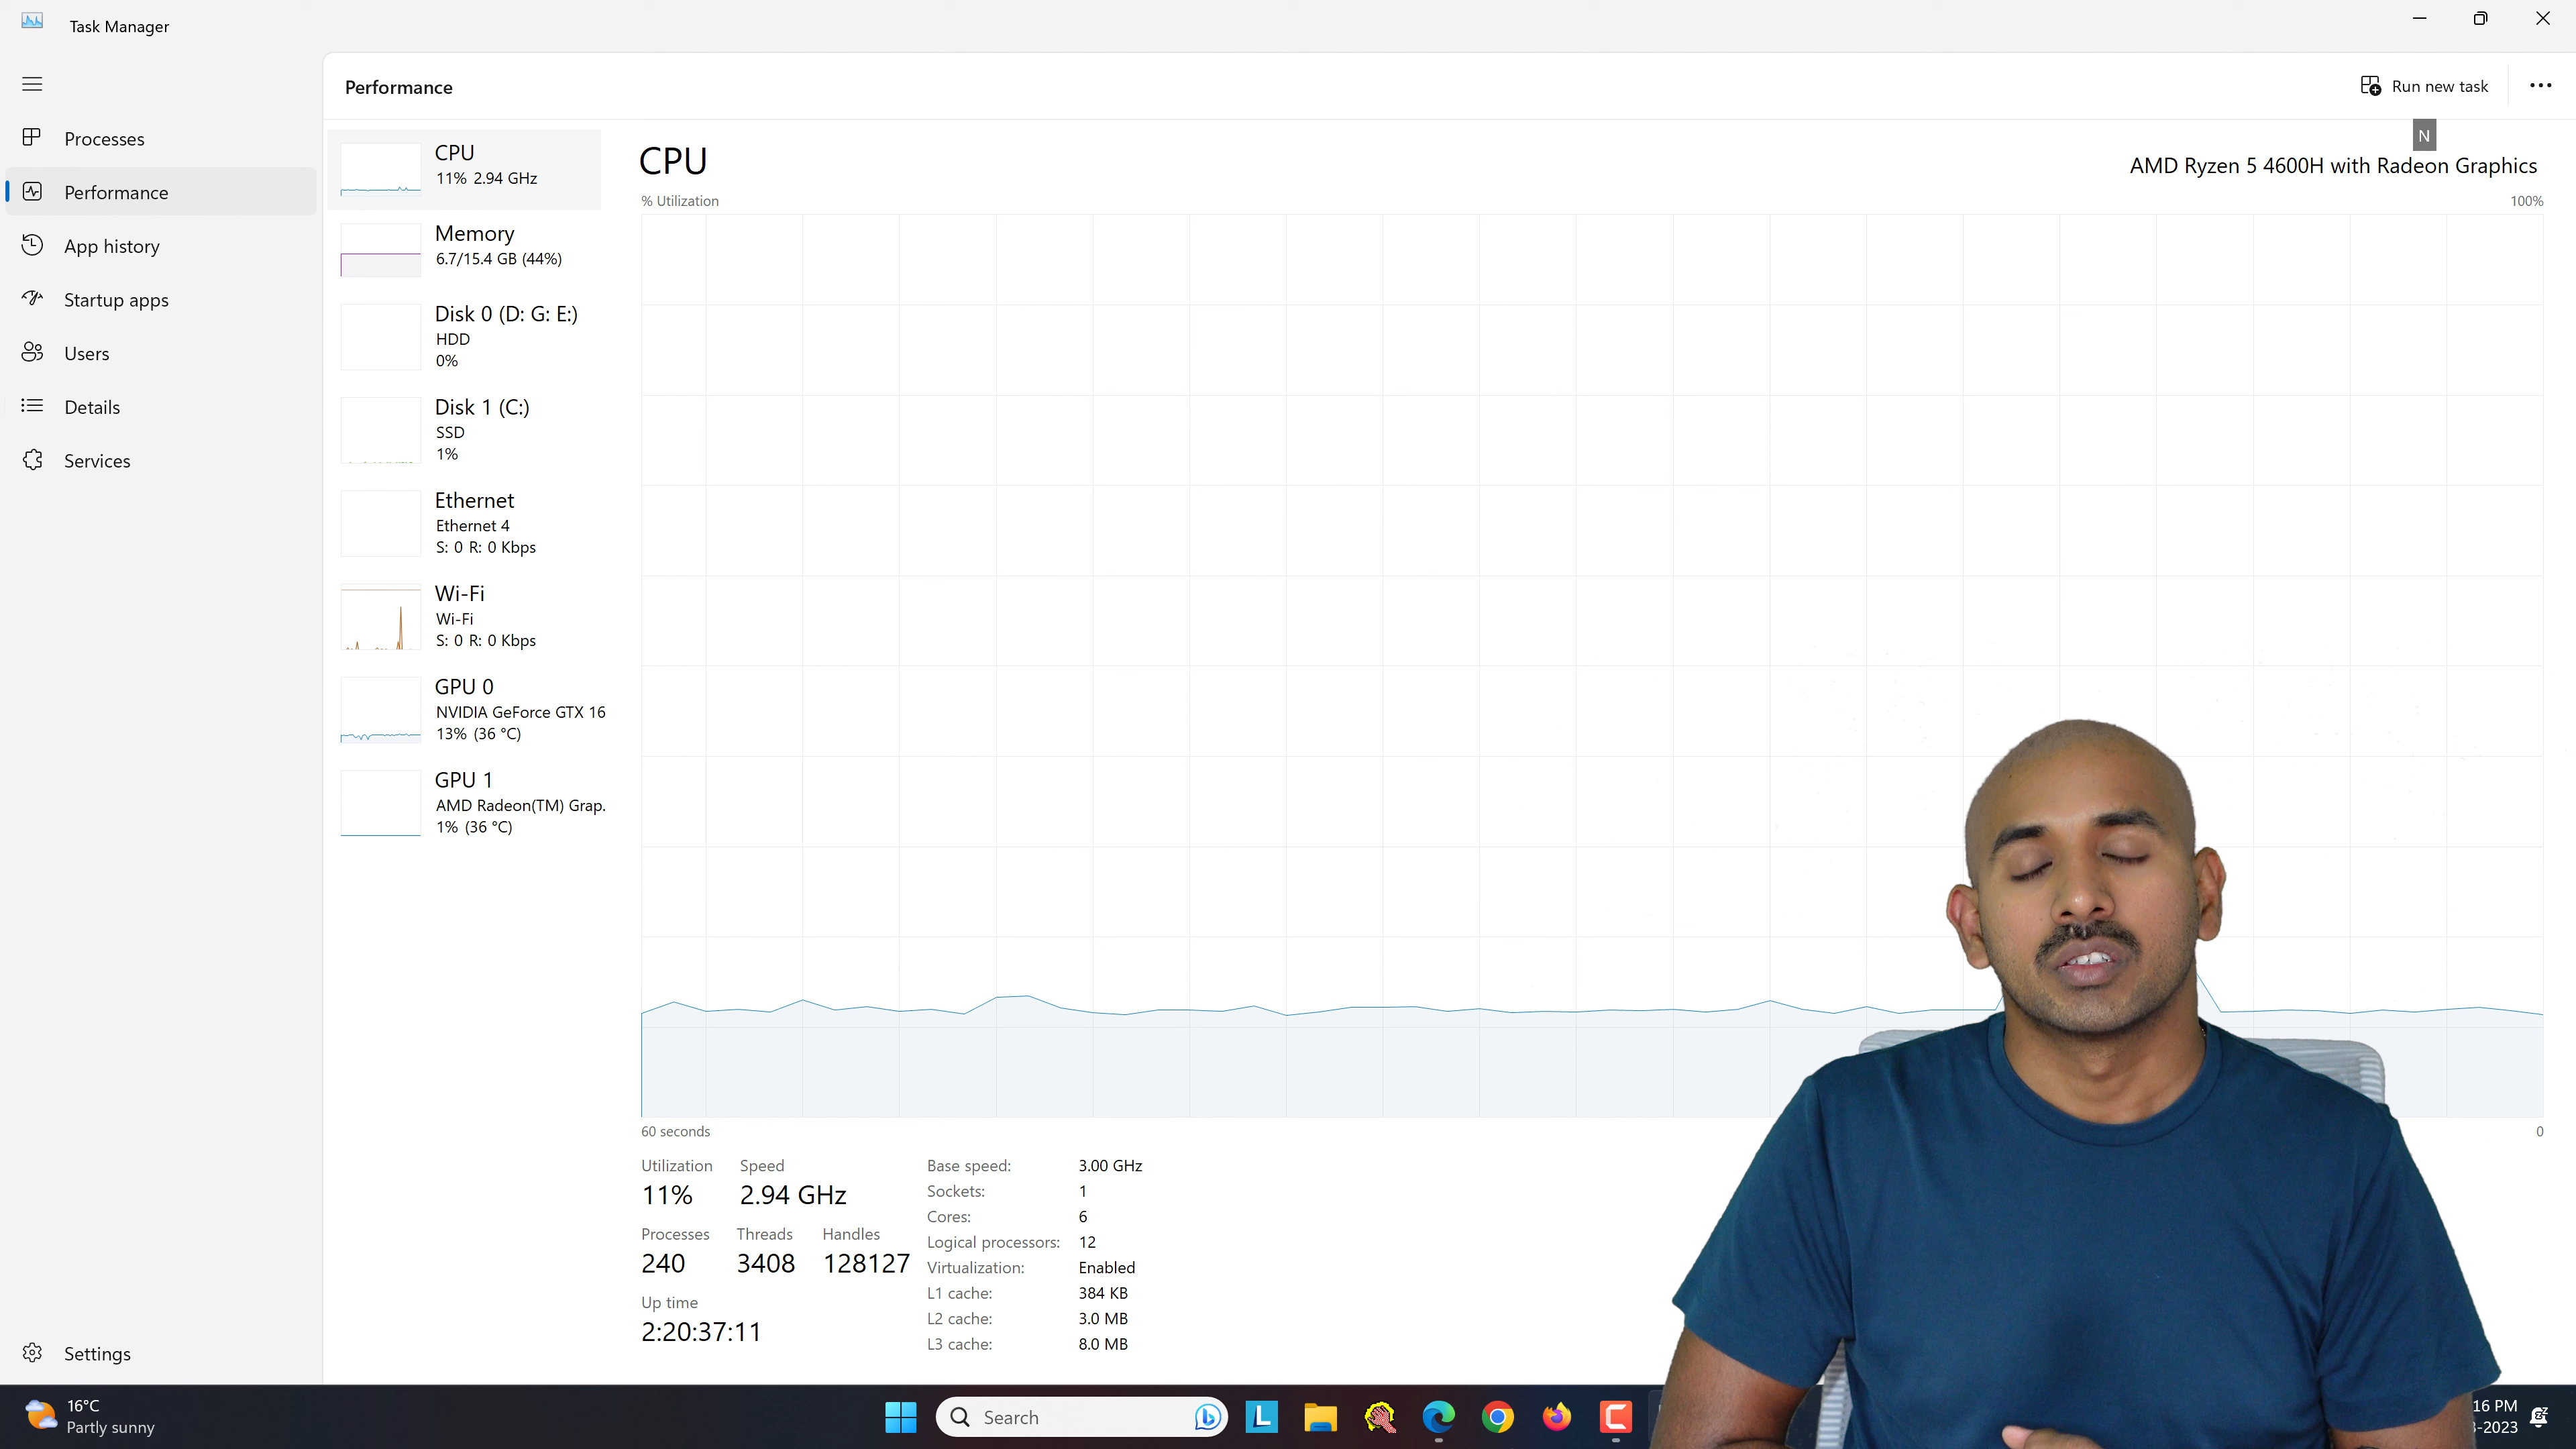 Task Manager
Processes
Performance
App history
Startup apps
Users
Details
Services
Settings
Performance
Run new task
N
CPU
11% 2.94 GHz
Memory
6.7/15.4 GB (44%)
Disk 0 (D: G: E:)
HDD
0%
Disk 1 (C:)
SSD
1%
Ethernet
Ethernet 4
S: 0 R: 0 Kbps
Wi-Fi
Wi-Fi
S: 0 R: 0 Kbps
GPU 0
NVIDIA GeForce GTX 16
13% (36 °C)
GPU 1
AMD Radeon(TM) Grap.
1% (36 °C)
CPU
AMD Ryzen 5 4600H with Radeon Graphics
% Utilization
100%
60 seconds
0
Utilization
11%
Speed
2.94 GHz
Processes
240
Threads
3408
Handles
128127
Up time
2:20:37:11
Base speed: 3.00 GHz
Sockets: 1
Cores: 6
Logical processors: 12
Virtualization: Enabled
L1 cache: 384 KB
L2 cache: 3.0 MB
L3 cache: 8.0 MB
16°C
Partly sunny
Search
L
16 PM
-2023